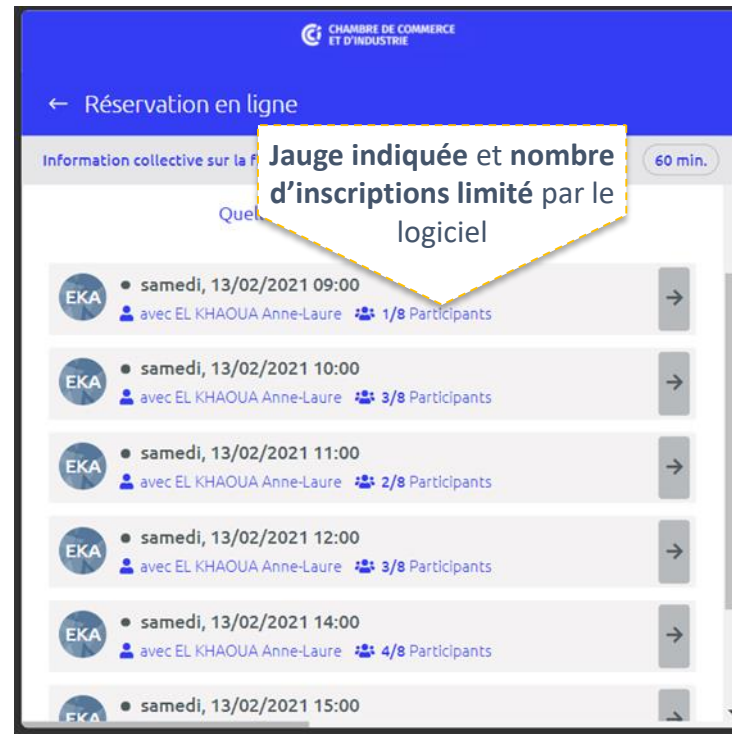 CHAMBRE DE COMMERCE
ET D'INDUSTRIE
← Réservation en ligne
Information collective sur la f
60 min.
Jauge indiquée et nombre
d'inscriptions limité par le
logiciel
Quel
EKA
samedi, 13/02/2021 09:00
avec EL KHAOUA Anne-Laure 1/8 Participants
EKA
samedi, 13/02/2021 10:00
avec EL KHAOUA Anne-Laure 3/8 Participants
EKA
samedi, 13/02/2021 11:00
avec EL KHAOUA Anne-Laure 2/8 Participants
EKA
samedi, 13/02/2021 12:00
avec EL KHAOUA Anne-Laure 3/8 Participants
EKA
samedi, 13/02/2021 14:00
avec EL KHAOUA Anne-Laure 4/8 Participants
EKA
samedi, 13/02/2021 15:00